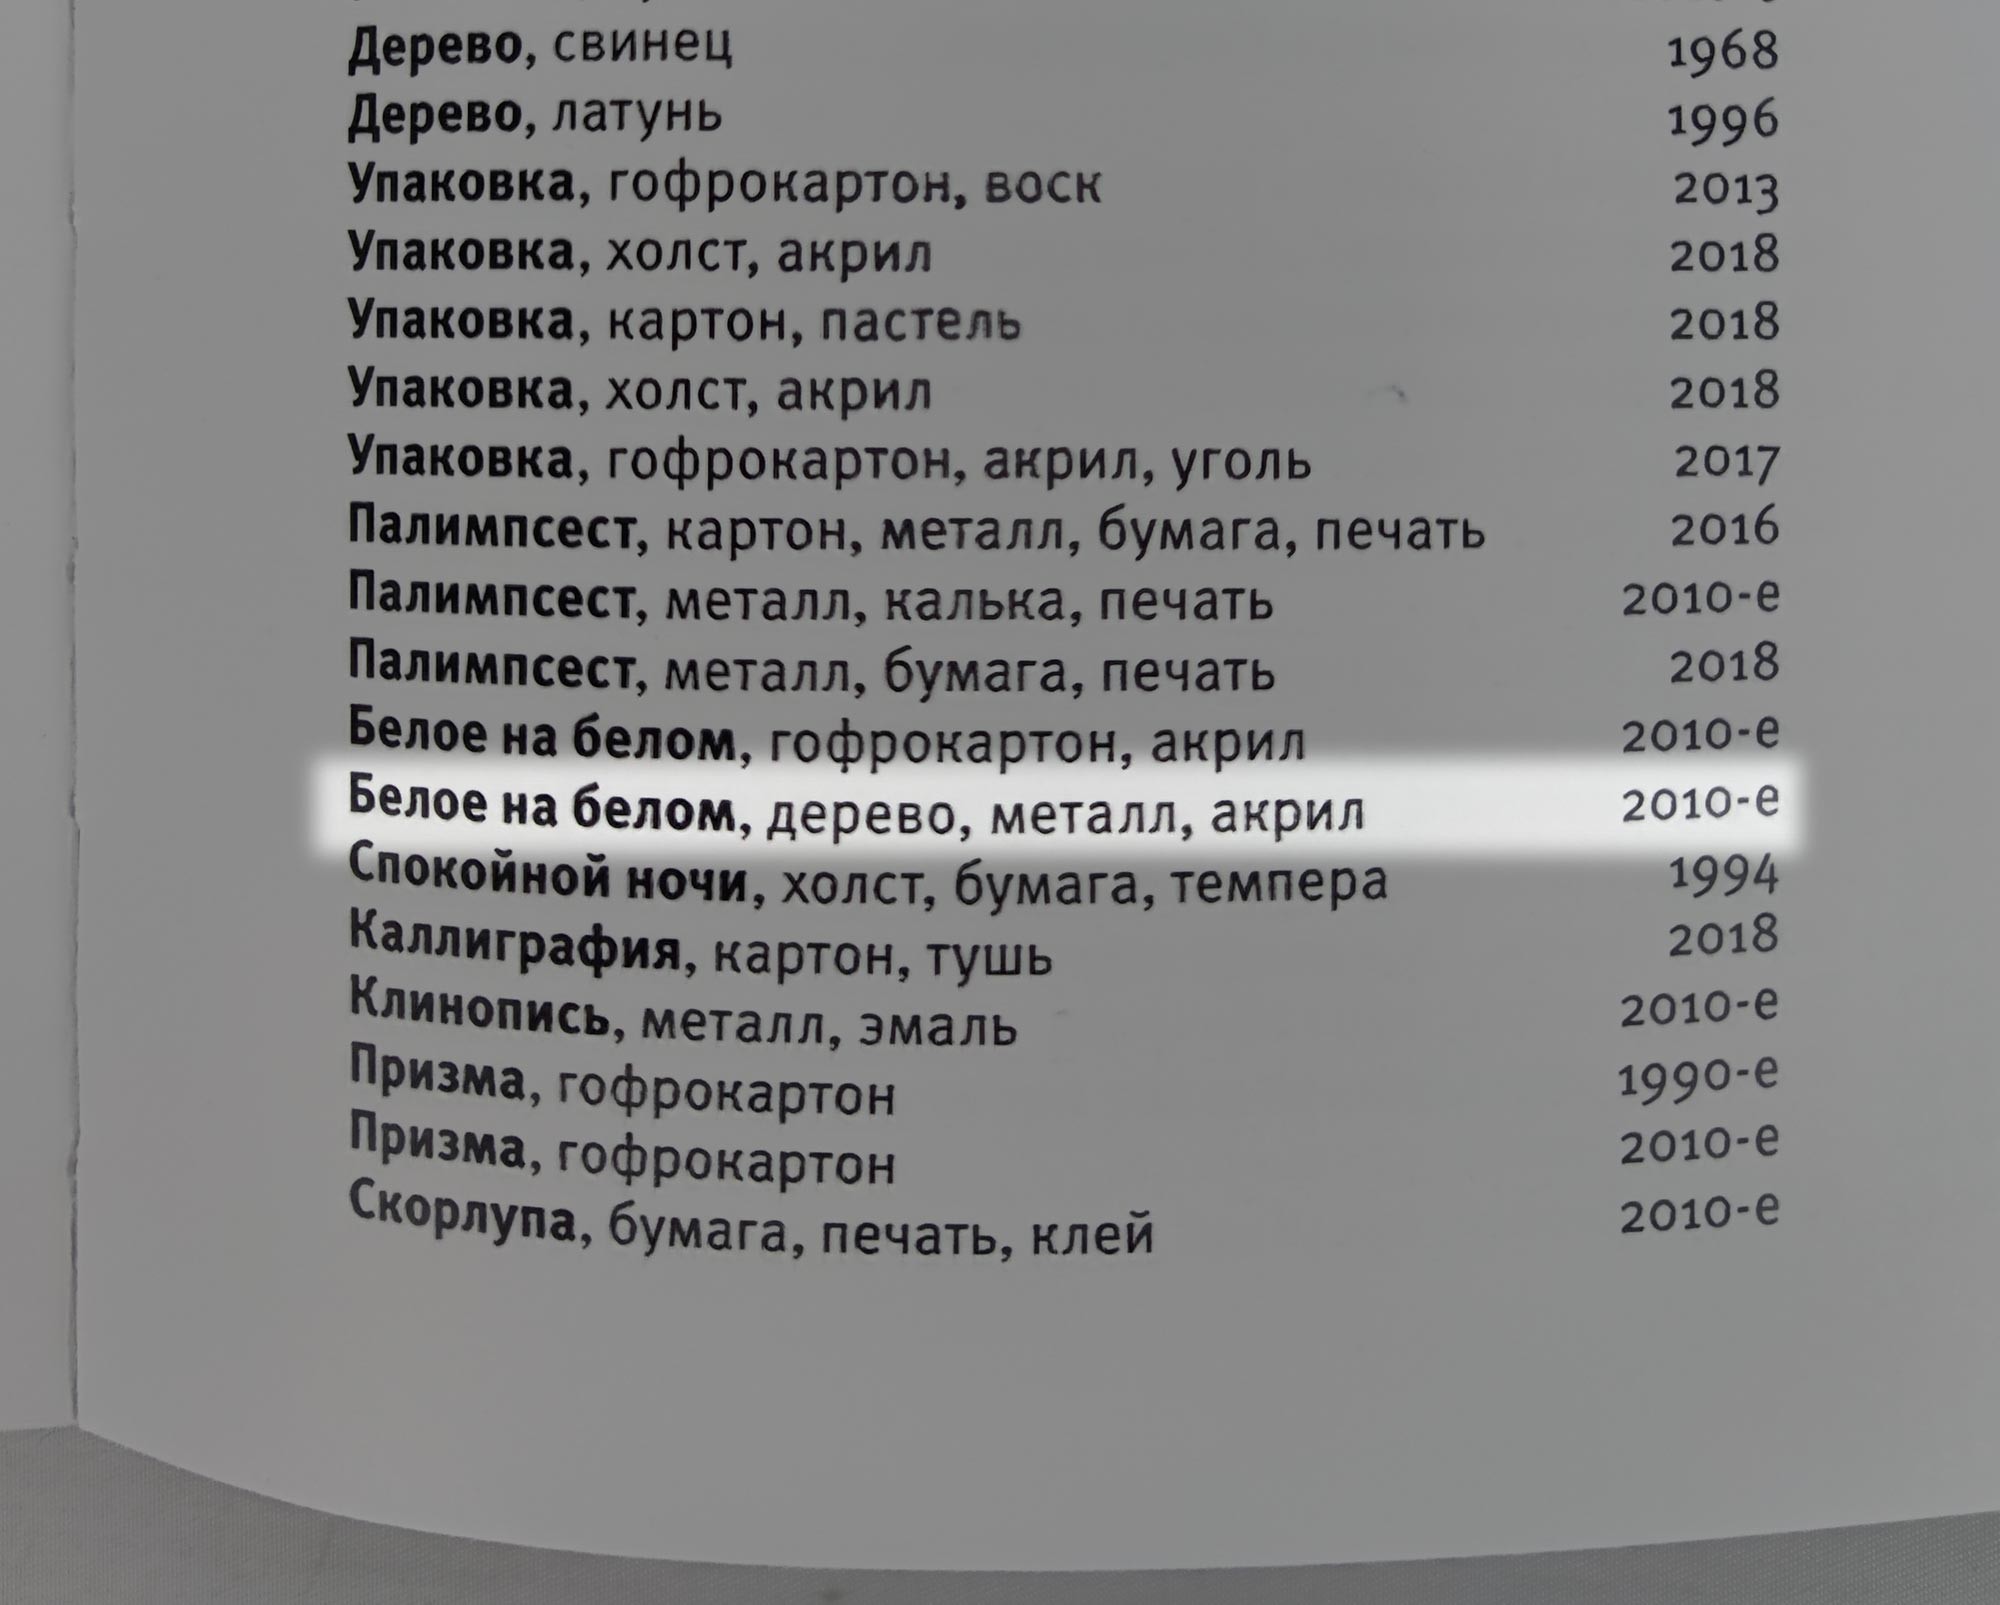 Дерево, свинец 1968
Дерево, латунь 1996
Упаковка, гофрокартон, воск 2013
Упаковка, холст, акрил 2018
Упаковка, картон, пастель 2018
Упаковка, холст, акрил 2018
Упаковка, гофрокартон, акрил, уголь 2017
Палимпсест, картон, металл, бумага, печать 2016
Палимпсест, металл, калька, печать 2010-е
Палимпсест, металл, бумага, печать 2018
Белое на белом, гофрокартон, акрил 2010-е
Белое на белом, дерево, металл, акрил 2010-е
Спокойной ночи, холст, бумага, темпера 1994
Каллиграфия, картон, тушь 2018
Клинопись, металл, эмаль 2010-е
Призма, гофрокартон 1990-е
Призма, гофрокартон 2010-е
Скорлупа, бумага, печать, клей 2010-е